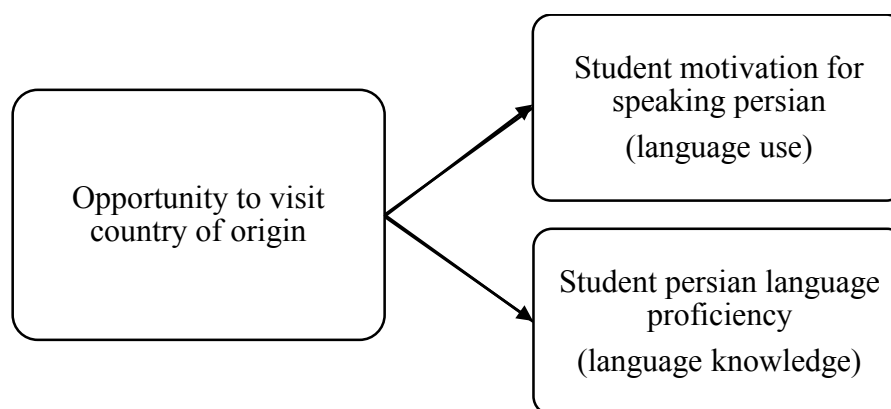 Opportunity to visit
country of origin
Student motivation for
speaking persian
(language use)
Student persian language
proficiency
(language knowledge)